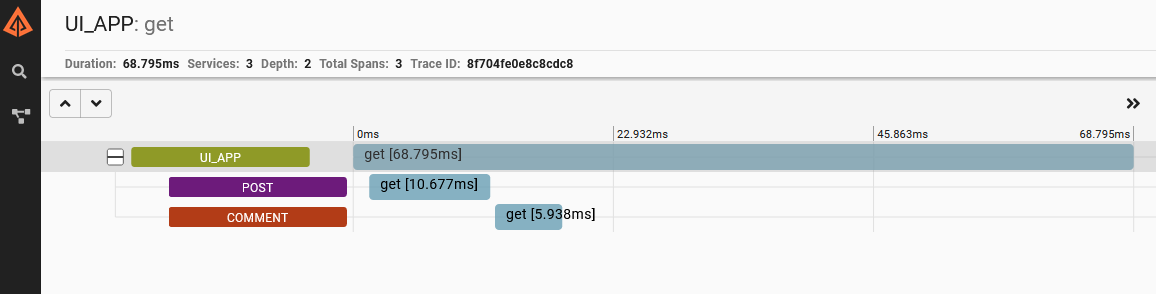 UI_APP: get
Duration: 68.795ms Services: 3 Depth: 2 Total Spans: 3 Trace ID: 8f704fe0e8c8cdc8
0ms 22.932ms 45.863ms 68.795ms
UI_APP get [68.795ms]
POST get [10.677ms]
COMMENT get [5.938ms]